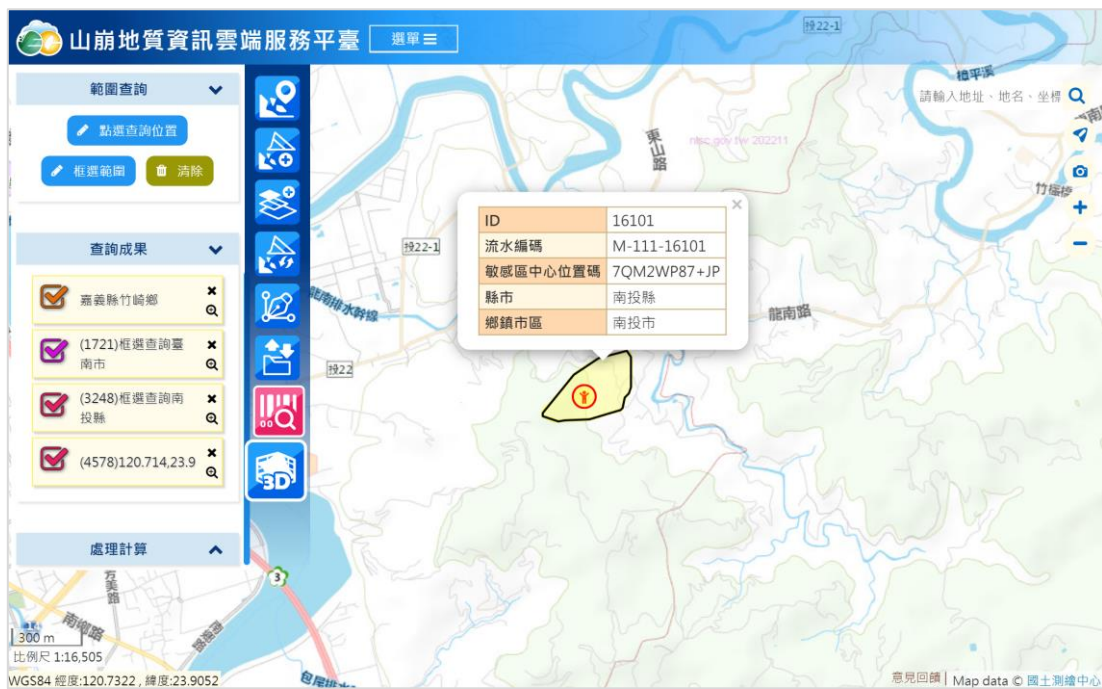 山崩地質資訊雲端服務平臺
選單
範圍查詢
點選查詢位置
框選範圍
清除
查詢成果
嘉義縣竹崎鄉
(1721)框選查詢臺
南市
(3248)框選查詢南
投縣
(4578)120.714,23.9
處理計算
3D
請輸入地址、地名、坐標
ID 16101
流水編碼 M-111-16101
敏感區中心位置碼 7QM2WP87+JP
縣市 南投縣
鄉鎮市區 南投市
投22-1
樟平溪
東山路
投22-1
龍南路
投22
3
南鄉路
300 m
比例尺 1:16,505
WGS84 經度:120.7322 , 緯度:23.9052
意見回饋 | Map data © 國土測繪中心